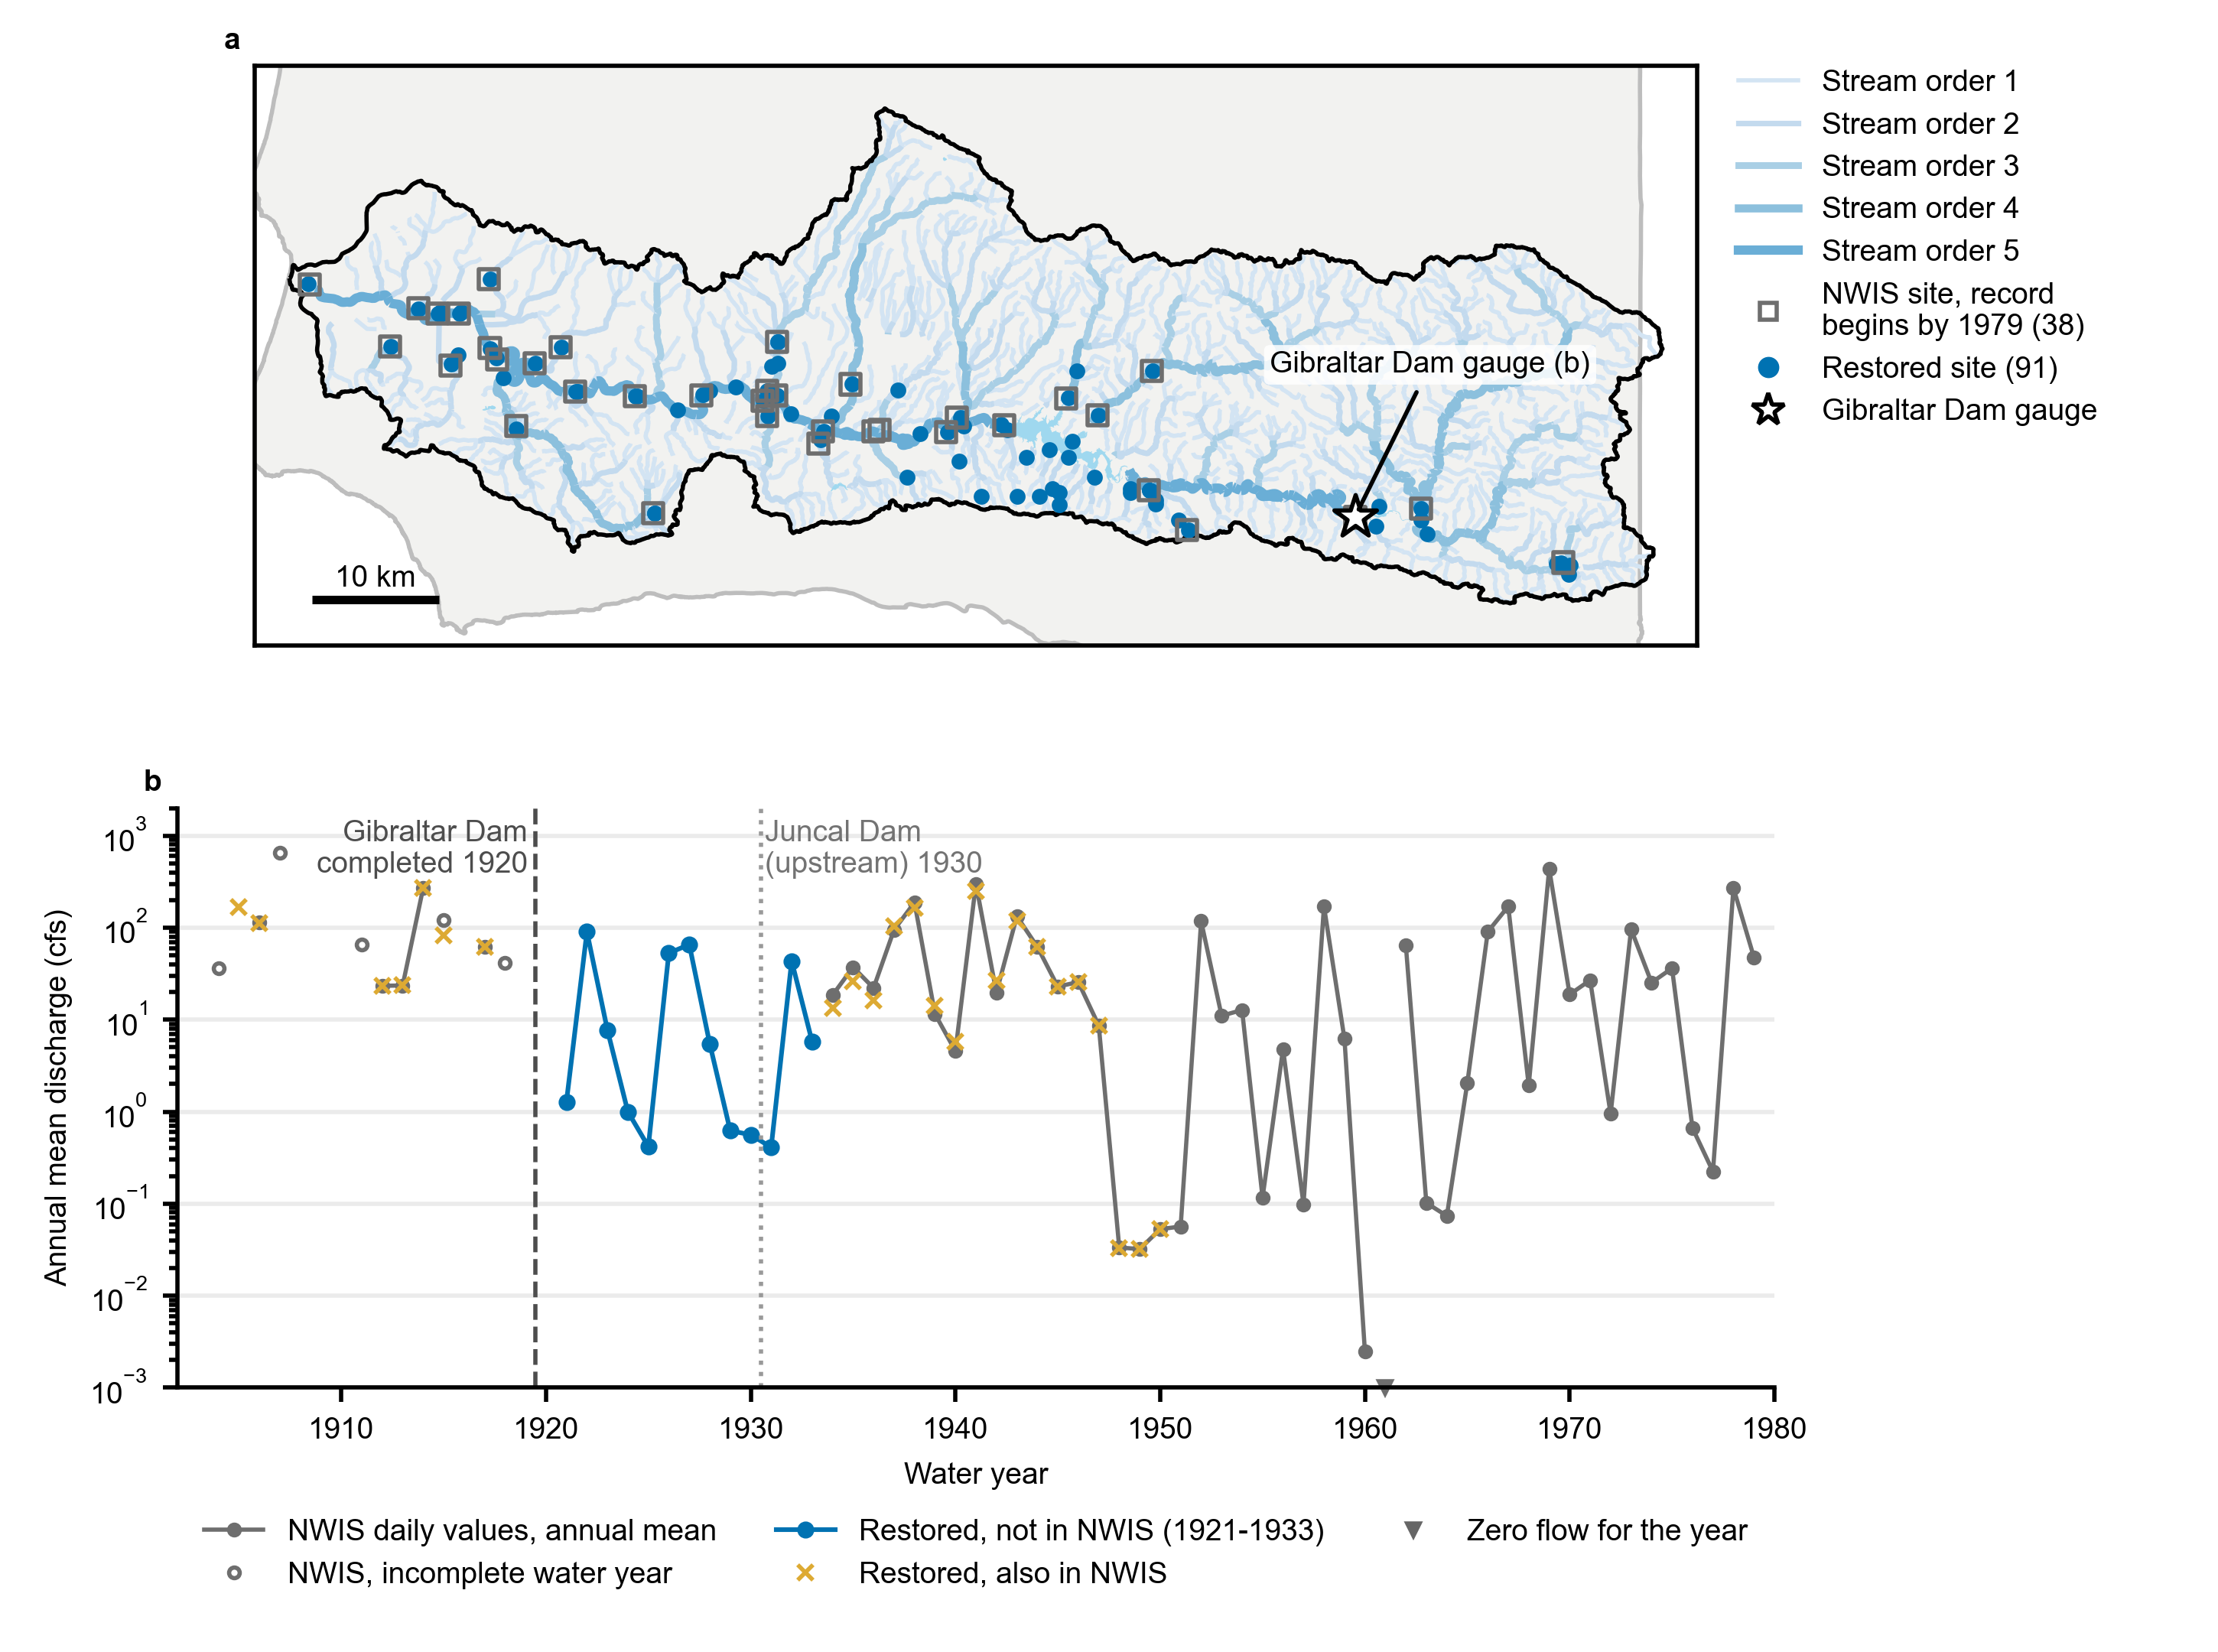 a
Stream order 1
Stream order 2
Stream order 3
Stream order 4
Stream order 5
NWIS site, record
begins by 1979 (38)
Restored site (91)
Gibraltar Dam gauge
Gibraltar Dam gauge (b)
10 km
b
Gibraltar Dam
completed 1920
Juncal Dam
(upstream) 1930
Annual mean discharge (cfs)
10³
10²
10¹
10⁰
10⁻¹
10⁻²
10⁻³
1910 1920 1930 1940 1950 1960 1970 1980
Water year
NWIS daily values, annual mean
NWIS, incomplete water year
Restored, not in NWIS (1921-1933)
Restored, also in NWIS
Zero flow for the year